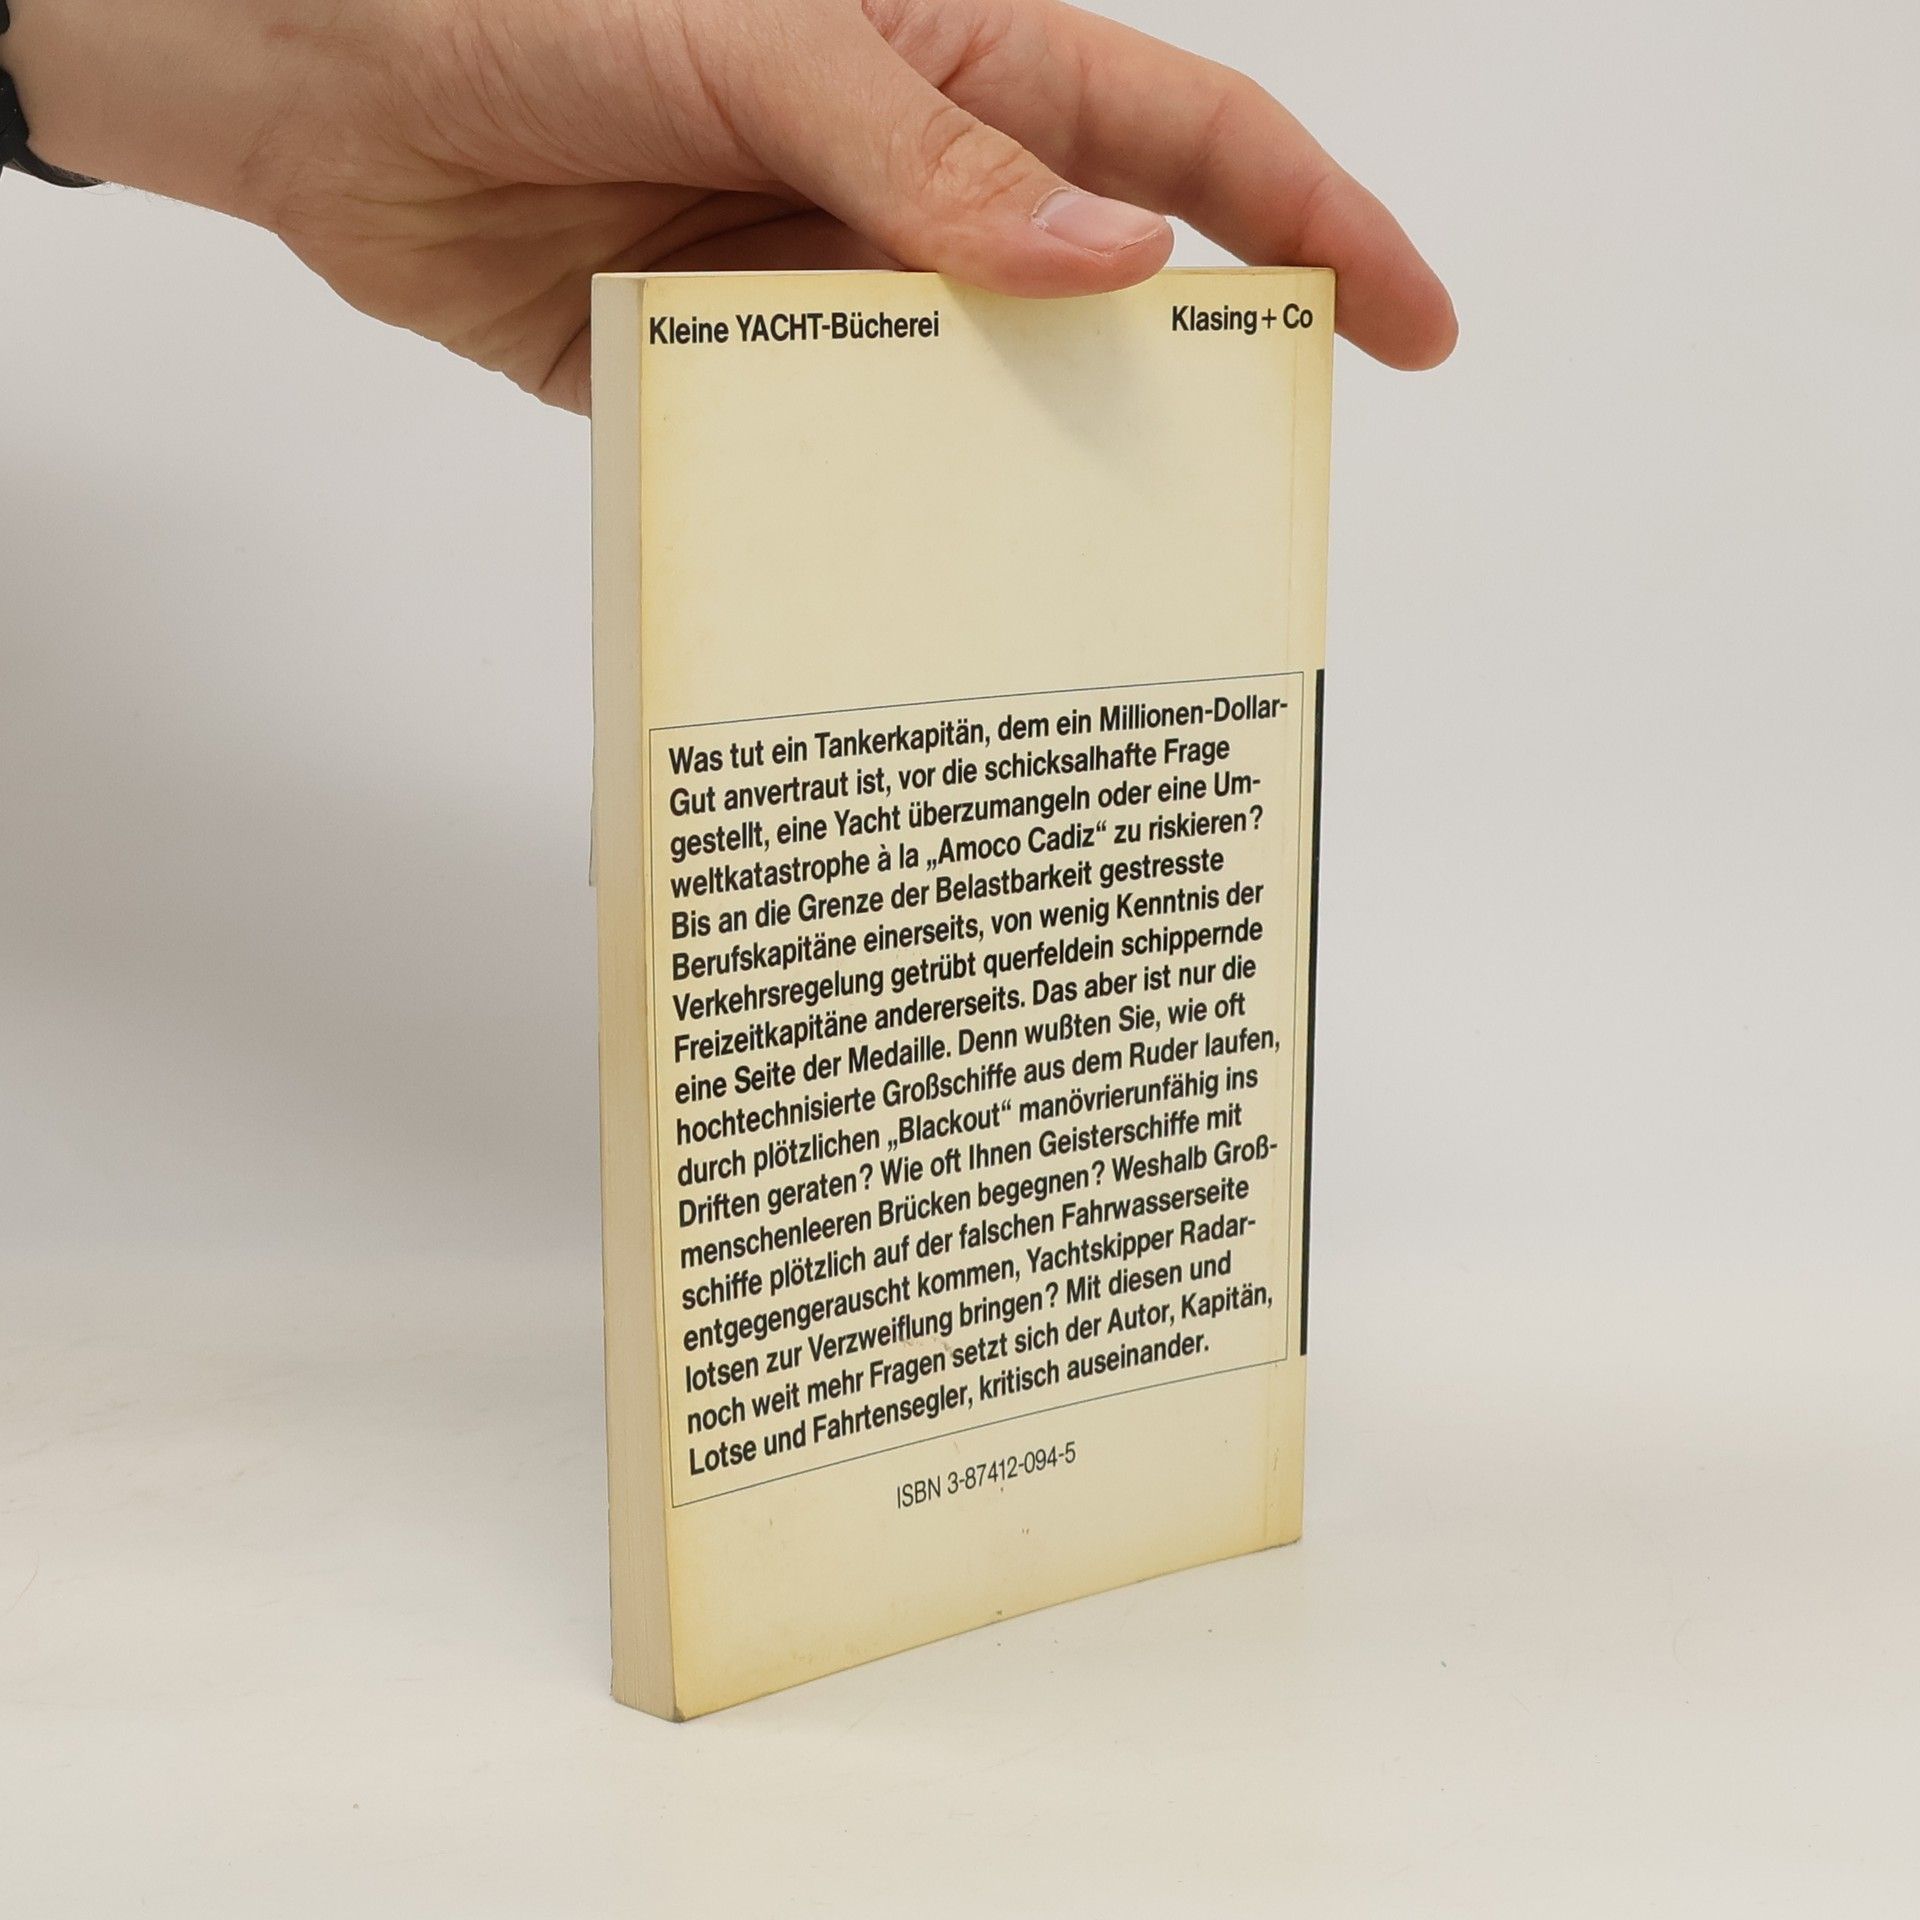 Kleine YACHT-Bücherei
Klasing + Co
Was tut ein Tankerkapitän, dem ein Millionen-Dollar-
Gut anvertraut ist, vor die schicksalhafte Frage
gestellt, eine Yacht überzumangeln oder eine Um-
weltkatastrophe à la „Amoco Cadiz“ zu riskieren?
Bis an die Grenze der Belastbarkeit gestresste
Berufskapitäne einerseits, von wenig Kenntnis der
Verkehrsregelung getrübt querfeldein schippernde
Freizeitkapitäne andererseits. Das aber ist nur die
eine Seite der Medaille. Denn wußten Sie, wie oft
hochtechnisierte Großschiffe aus dem Ruder laufen,
durch plötzlichen „Blackout“ manövrierunfähig ins
Driften geraten? Wie oft Ihnen Geisterschiffe mit
menschenleeren Brücken begegnen? Weshalb Groß-
schiffe plötzlich auf der falschen Fahrwasserseite
entgegengerauscht kommen, Yachtskipper Radar-
lotsen zur Verzweiflung bringen? Mit diesen und
noch weit mehr Fragen setzt sich der Autor, Kapitän,
Lotse und Fahrtensegler, kritisch auseinander.
ISBN 3-87412-094-5